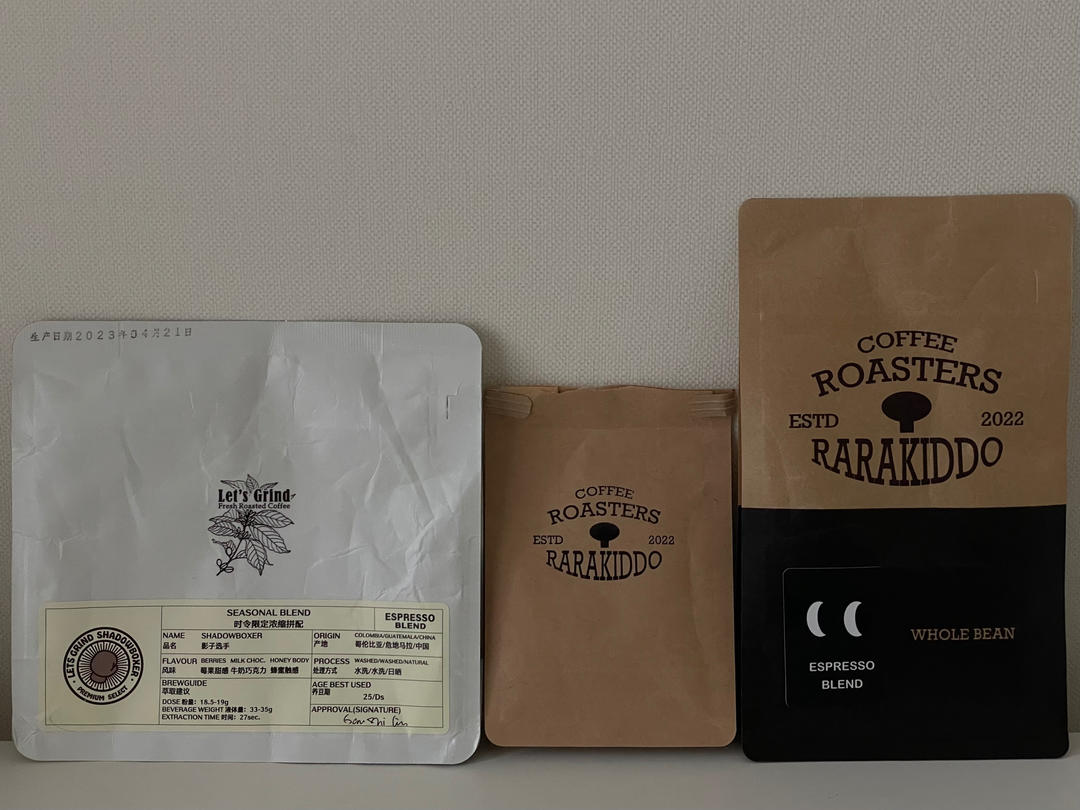 生产日期2023年04月21日
Let's Grind
Fresh Roasted Coffee
LETS GRIND SHADOWBOXER
PREMIUM SELECT
SEASONAL BLEND
时令限定浓缩拼配
ESPRESSO
BLEND
NAME SHADOWBOXER
品名 影子选手
ORIGIN COLOMBIA/GUATEMALA/CHINA
产地 哥伦比亚/危地马拉/中国
FLAVOUR BERRIES MILK CHOC. HONEY BODY
风味 莓果甜感 牛奶巧克力 蜂蜜触感
PROCESS WASHED/WASHED/NATURAL
处理方式 水洗/水洗/日晒
BREWGUIDE
萃取建议
DOSE 粉量: 18.5-19g
BEVERAGE WEIGHT 液体量: 33-35g
EXTRACTION TIME 时间: 27sec.
AGE BEST USED
养豆期
25/Ds
APPROVAL(SIGNATURE)
COFFEE
ROASTERS
ESTD 2022
RARAKIDDO
COFFEE
ROASTERS
ESTD 2022
RARAKIDDO
ESPRESSO
BLEND
WHOLE BEAN